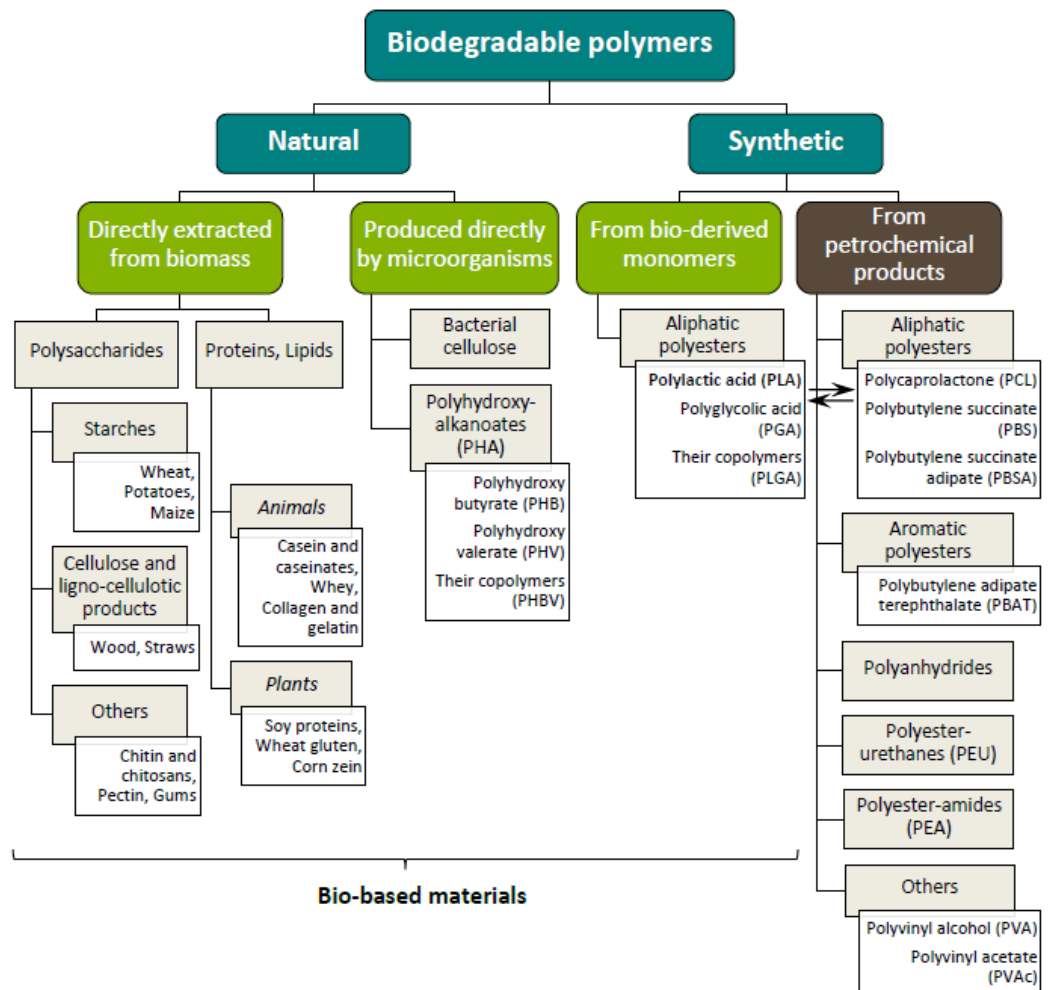 Biodegradable polymers
Natural
Synthetic
Directly extracted
from biomass
Produced directly
by microorganisms
From bio-derived
monomers
From
petrochemical
products
Polysaccharides
Proteins, Lipids
Starches
Wheat,
Potatoes,
Maize
Cellulose and
ligno-cellulotic
products
Wood, Straws
Others
Chitin and
chitosans,
Pectin, Gums
Animals
Casein and
caseinates,
Whey,
Collagen and
gelatin
Plants
Soy proteins,
Wheat gluten,
Corn zein
Bacterial
cellulose
Polyhydroxy-
alkanoates
(PHA)
Polyhydroxy
butyrate (PHB)
Polyhydroxy
valerate (PHV)
Their copolymers
(PHBV)
Aliphatic
polyesters
Polylactic acid (PLA)
Polyglycolic acid
(PGA)
Their copolymers
(PLGA)
Aliphatic
polyesters
Polycaprolactone (PCL)
Polybutylene succinate
(PBS)
Polybutylene succinate
adipate (PBSA)
Aromatic
polyesters
Polybutylene adipate
terephthalate (PBAT)
Polyanhydrides
Polyester-
urethanes (PEU)
Polyester-amides
(PEA)
Others
Polyvinyl alcohol (PVA)
Polyvinyl acetate
(PVAc)
Bio-based materials